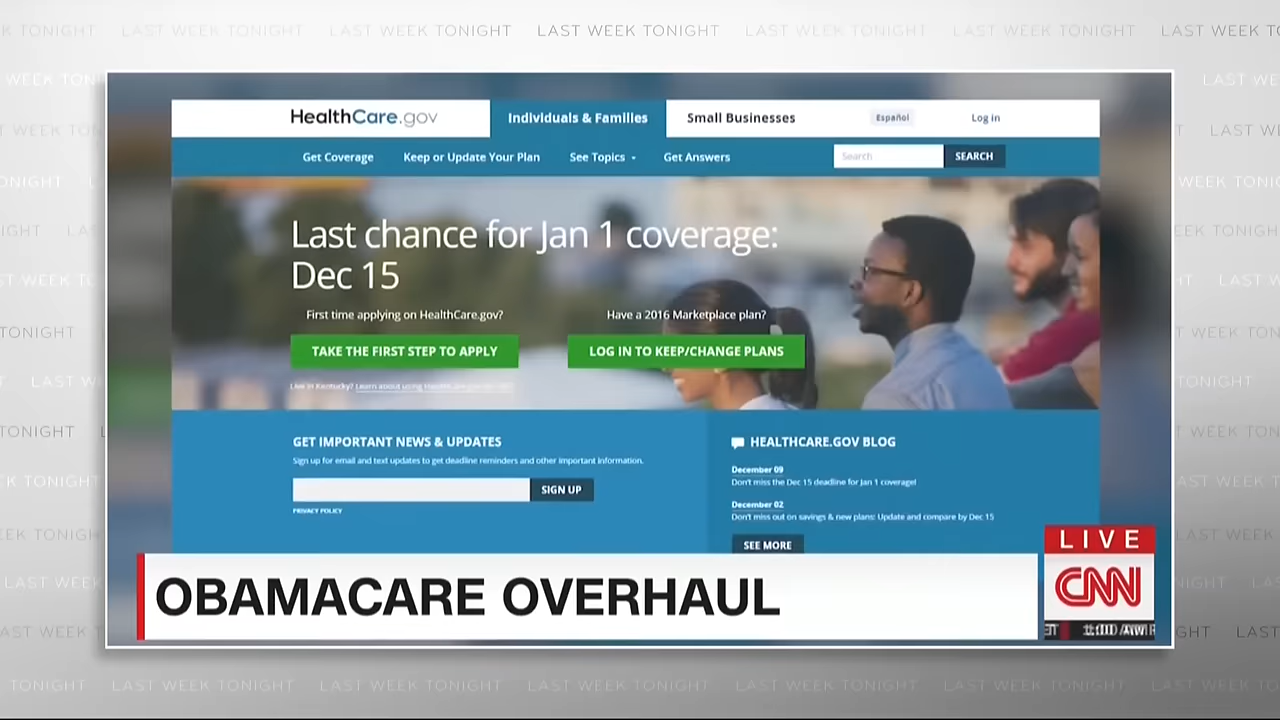 LAST WEEK TONIGHT
HealthCare.gov
Individuals & Families
Small Businesses
Español
Log in
Get Coverage
Keep or Update Your Plan
See Topics
Get Answers
Search
SEARCH
Last chance for Jan 1 coverage:
Dec 15
First time applying on HealthCare.gov?
Have a 2016 Marketplace plan?
TAKE THE FIRST STEP TO APPLY
LOG IN TO KEEP/CHANGE PLANS
Live in Kentucky? Learn about using
GET IMPORTANT NEWS & UPDATES
Sign up for email and text updates to get deadline reminders and other important information.
SIGN UP
PRIVACY POLICY
HEALTHCARE.GOV BLOG
December 09
Don't miss the Dec 15 deadline for Jan 1 coverage!
December 02
Don't miss out on savings & new plans: Update and compare by Dec 15
SEE MORE
OBAMACARE OVERHAUL
LIVE
CNN